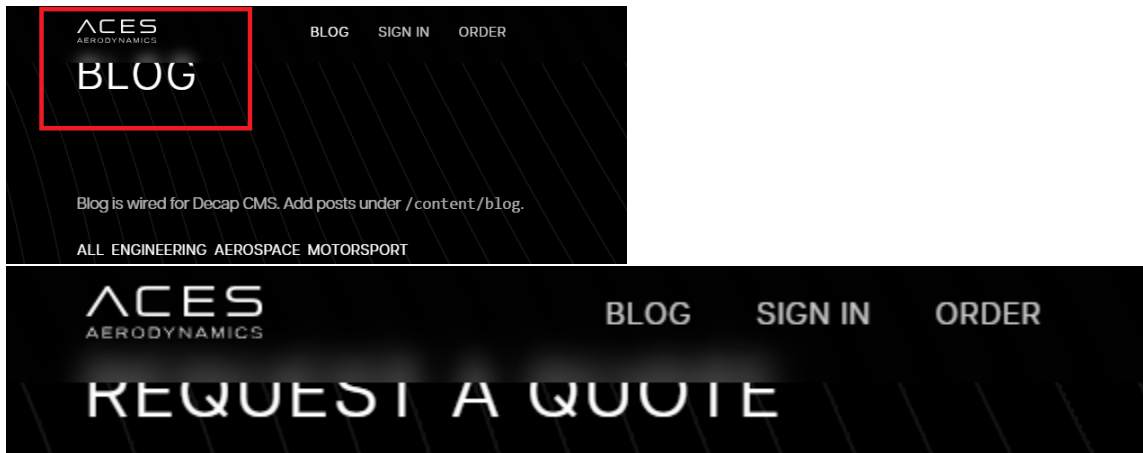 ACES
AERODYNAMICS
BLOG SIGN IN ORDER
BLOG
Blog is wired for Decap CMS. Add posts under /content/blog.
ALL ENGINEERING AEROSPACE MOTORSPORT
ACES
AERODYNAMICS
BLOG SIGN IN ORDER
REQUEST A QUOTE